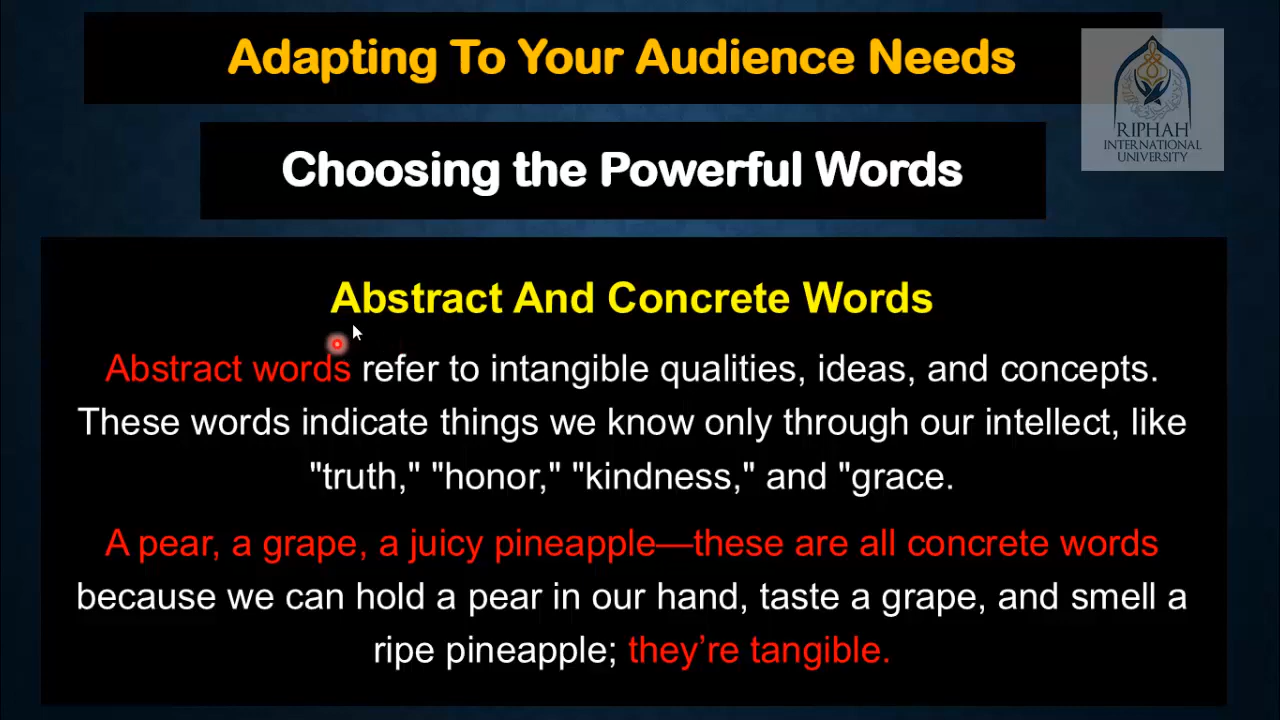 Adapting To Your Audience Needs
RIPHAH
INTERNATIONAL
UNIVERSITY
Choosing the Powerful Words
Abstract And Concrete Words
Abstract words refer to intangible qualities, ideas, and concepts.
These words indicate things we know only through our intellect, like
"truth," "honor," "kindness," and "grace.
A pear, a grape, a juicy pineapple—these are all concrete words
because we can hold a pear in our hand, taste a grape, and smell a
ripe pineapple; they’re tangible.